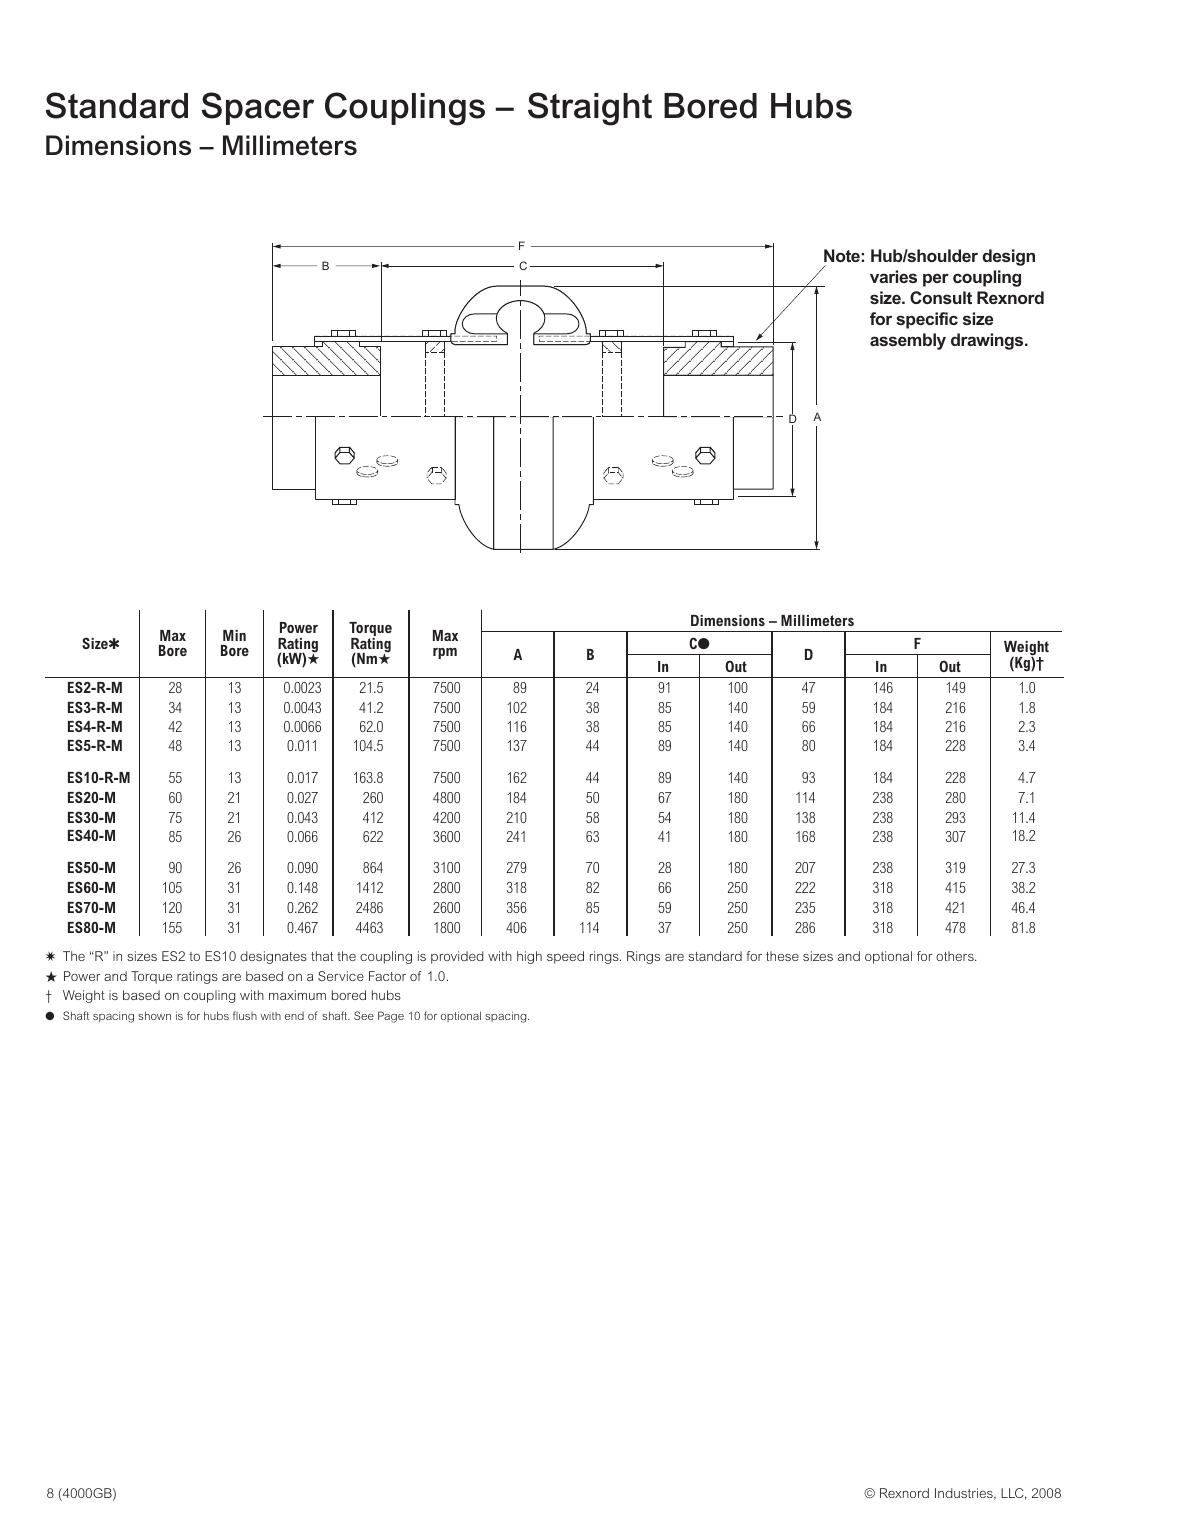 Standard Spacer Couplings – Straight Bored Hubs
Dimensions – Millimeters
F
B
C
Note: Hub/shoulder design
varies per coupling
size. Consult Rexnord
for specific size
assembly drawings.
D
A
Size✱ Max Bore Min Bore Power Rating (kW)★ Torque Rating (Nm★ Max rpm Dimensions – Millimeters
A B C● D F Weight (Kg)†
In Out In Out
ES2-R-M 28 13 0.0023 21.5 7500 89 24 91 100 47 146 149 1.0
ES3-R-M 34 13 0.0043 41.2 7500 102 38 85 140 59 184 216 1.8
ES4-R-M 42 13 0.0066 62.0 7500 116 38 85 140 66 184 216 2.3
ES5-R-M 48 13 0.011 104.5 7500 137 44 89 140 80 184 228 3.4
ES10-R-M 55 13 0.017 163.8 7500 162 44 89 140 93 184 228 4.7
ES20-M 60 21 0.027 260 4800 184 50 67 180 114 238 280 7.1
ES30-M 75 21 0.043 412 4200 210 58 54 180 138 238 293 11.4
ES40-M 85 26 0.066 622 3600 241 63 41 180 168 238 307 18.2
ES50-M 90 26 0.090 864 3100 279 70 28 180 207 238 319 27.3
ES60-M 105 31 0.148 1412 2800 318 82 66 250 222 318 415 38.2
ES70-M 120 31 0.262 2486 2600 356 85 59 250 235 318 421 46.4
ES80-M 155 31 0.467 4463 1800 406 114 37 250 286 318 478 81.8
✱ The “R” in sizes ES2 to ES10 designates that the coupling is provided with high speed rings. Rings are standard for these sizes and optional for others.
★ Power and Torque ratings are based on a Service Factor of 1.0.
† Weight is based on coupling with maximum bored hubs
● Shaft spacing shown is for hubs flush with end of shaft. See Page 10 for optional spacing.
8 (4000GB)
© Rexnord Industries, LLC, 2008